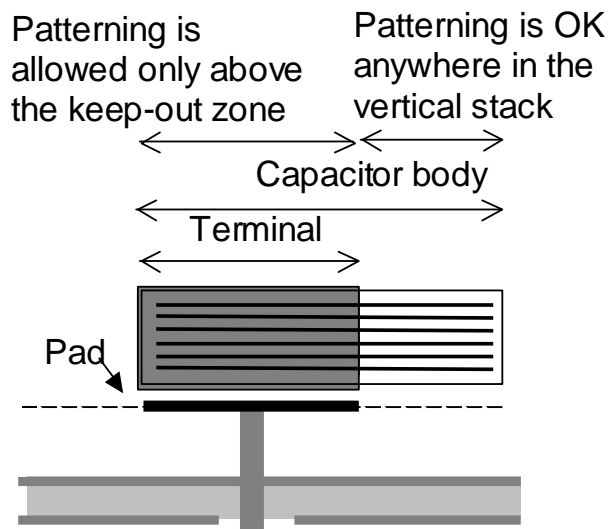 Patterning is
allowed only above
the keep-out zone
Patterning is OK
anywhere in the
vertical stack
Capacitor body
Terminal
Pad